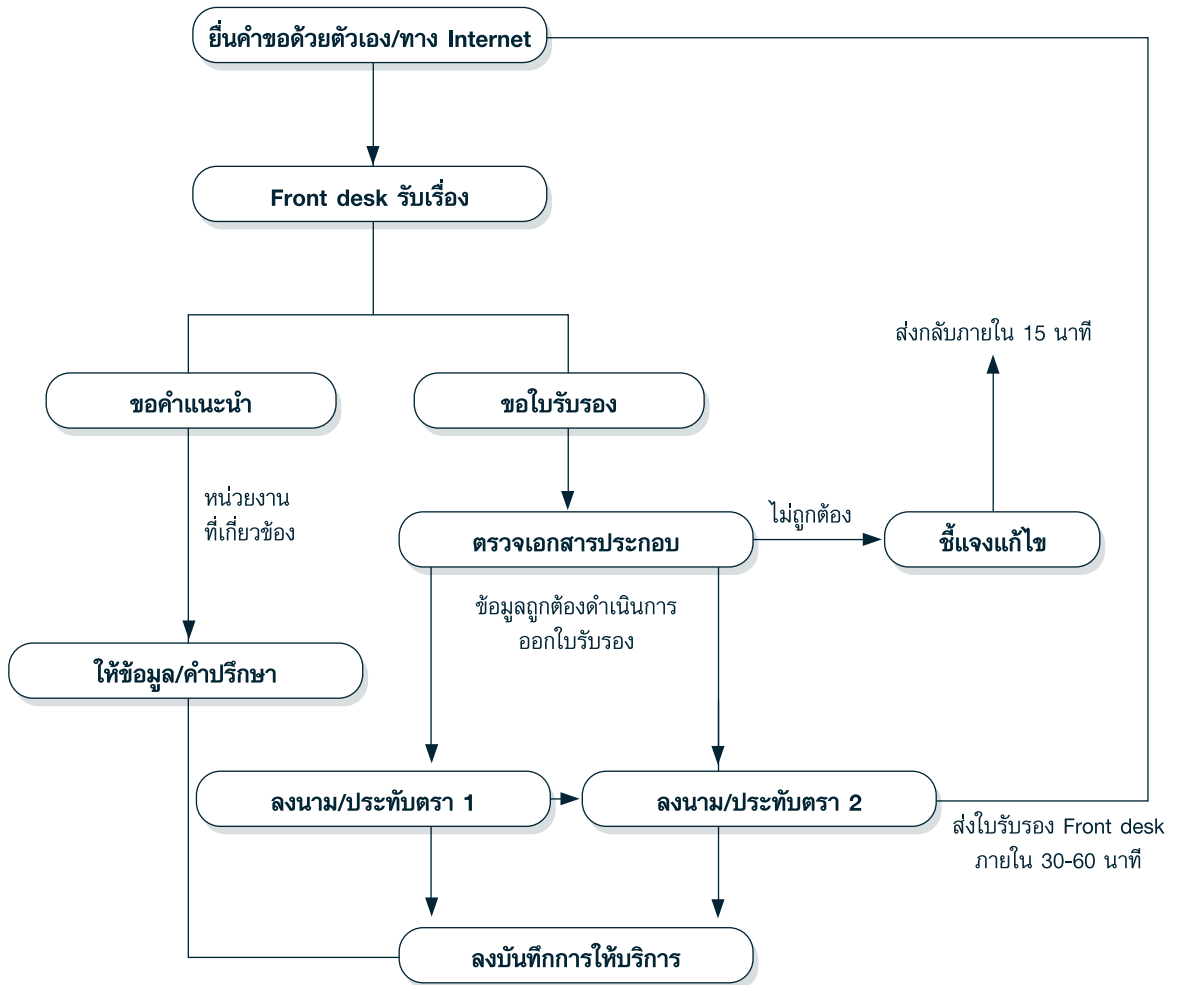 ยื่นคำขอด้วยตัวเอง/ทาง Internet
Front desk รับเรื่อง
ส่งกลับภายใน 15 นาที
ขอคำแนะนำ
ขอใบรับรอง
หน่วยงาน
ที่เกี่ยวข้อง
ไม่ถูกต้อง
ตรวจเอกสารประกอบ
ชี้แจงแก้ไข
ข้อมูลถูกต้องดำเนินการ
ออกใบรับรอง
ให้ข้อมูล/คำปรึกษา
ลงนาม/ประทับตรา 1
ลงนาม/ประทับตรา 2
ส่งใบรับรอง Front desk
ภายใน 30-60 นาที
ลงบันทึกการให้บริการ